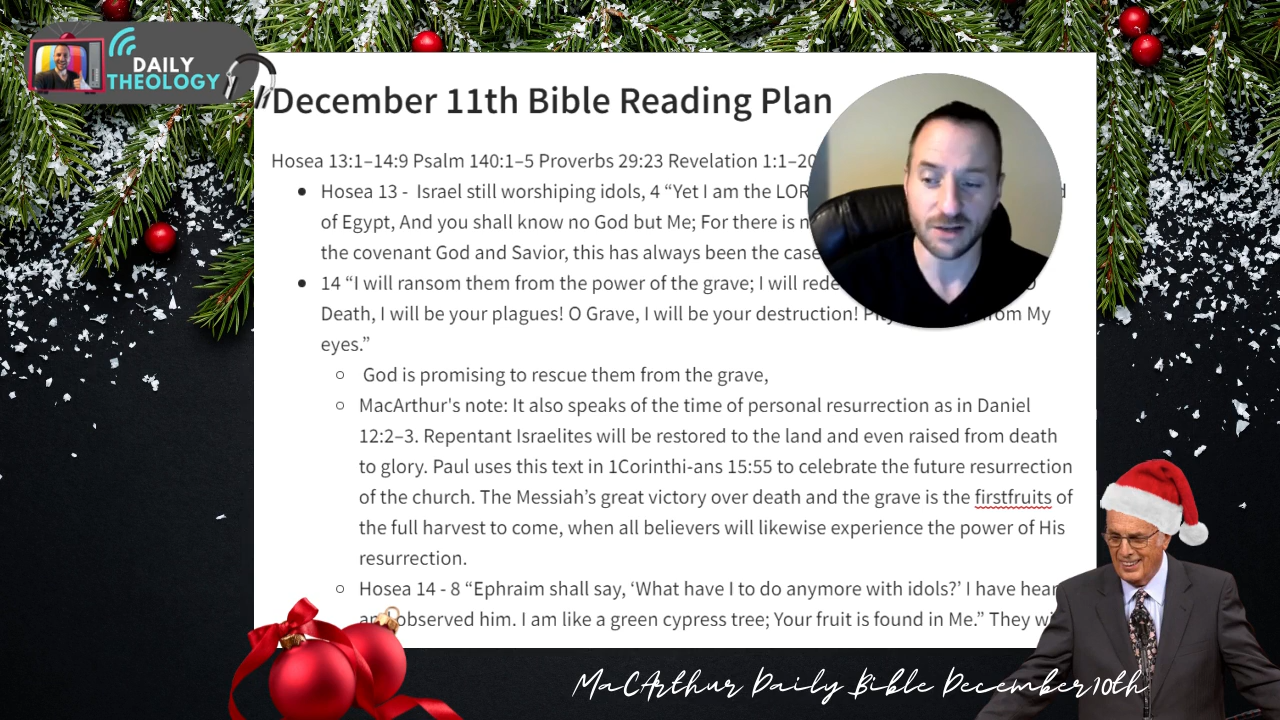 DAILY
THEOLOGY
December 11th Bible Reading Plan
Hosea 13:1–14:9 Psalm 140:1–5 Proverbs 29:23 Revelation 1:1–20
• Hosea 13 - Israel still worshiping idols, 4 “Yet I am the LOR
of Egypt, And you shall know no God but Me; For there is n
the covenant God and Savior, this has always been the case
• 14 “I will ransom them from the power of the grave; I will rede O
Death, I will be your plagues! O Grave, I will be your destruction! from My
eyes.”
○ God is promising to rescue them from the grave,
○ MacArthur's note: It also speaks of the time of personal resurrection as in Daniel
12:2–3. Repentant Israelites will be restored to the land and even raised from death
to glory. Paul uses this text in 1Corinthi-ans 15:55 to celebrate the future resurrection
of the church. The Messiah’s great victory over death and the grave is the firstfruits of
the full harvest to come, when all believers will likewise experience the power of His
resurrection.
○ Hosea 14 - 8 “Ephraim shall say, ‘What have I to do anymore with idols?’ I have hear
and observed him. I am like a green cypress tree; Your fruit is found in Me.” They wi
MacArthur Daily Bible December10th